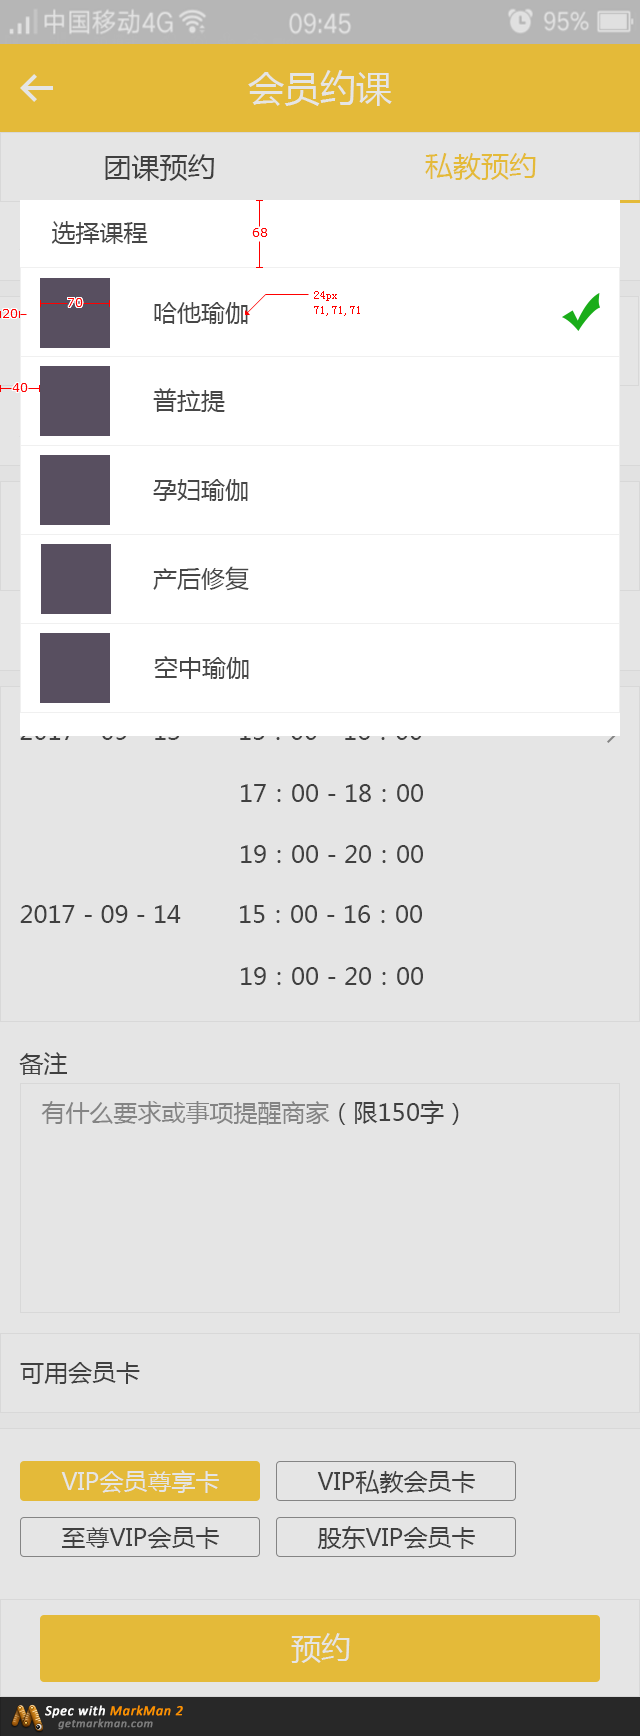 中国移动4G 09:45 95%
会员约课
团课预约 私教预约
选择课程
68
70
哈他瑜伽
24px
71,71,71
20
40
普拉提
孕妇瑜伽
产后修复
空中瑜伽
17：00 - 18：00
19：00 - 20：00
2017 - 09 - 14 15：00 - 16：00
19：00 - 20：00
备注
有什么要求或事项提醒商家（限150字）
可用会员卡
VIP会员尊享卡 VIP私教会员卡
至尊VIP会员卡 股东VIP会员卡
预约
Spec with MarkMan 2
getmarkman.com